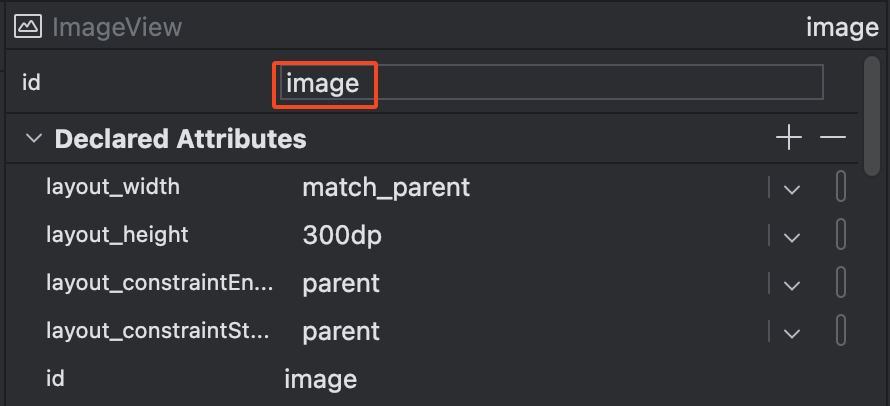 ImageView image
id image
Declared Attributes
layout_width match_parent
layout_height 300dp
layout_constraintEn... parent
layout_constraintSt... parent
id image